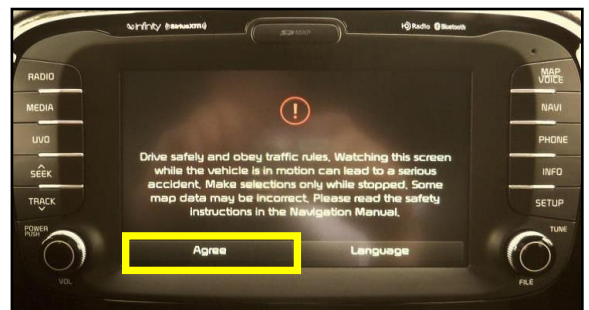 infinity (((SiriusXM)))
SD MAP
HD Radio Bluetooth
RADIO
MEDIA
UVO
SEEK
TRACK
POWER
PUSH
VOL
Drive safely and obey traffic rules. Watching this screen
while the vehicle is in motion can lead to a serious
accident. Make selections only while stopped. Some
map data may be incorrect. Please read the safety
instructions in the Navigation Manual.
Agree Language
MAP
VOICE
NAVI
PHONE
INFO
SETUP
TUNE
FILE